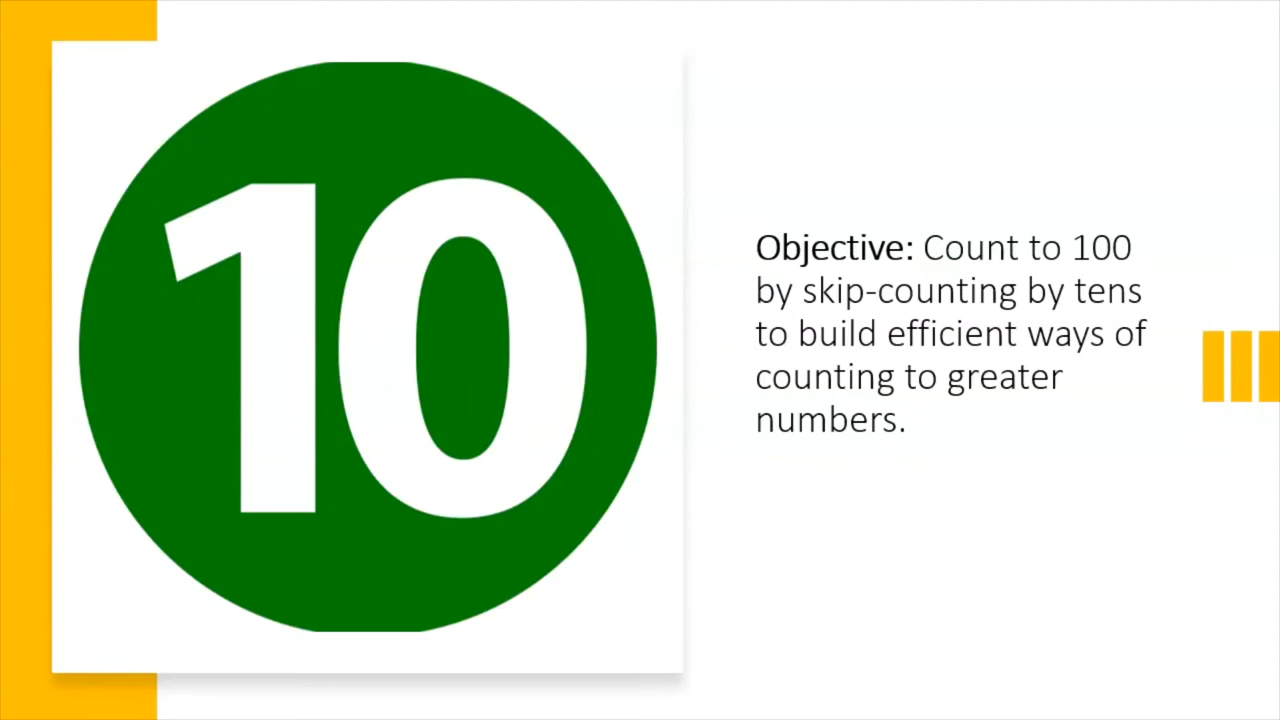 10
Objective: Count to 100
by skip-counting by tens
to build efficient ways of
counting to greater
numbers.